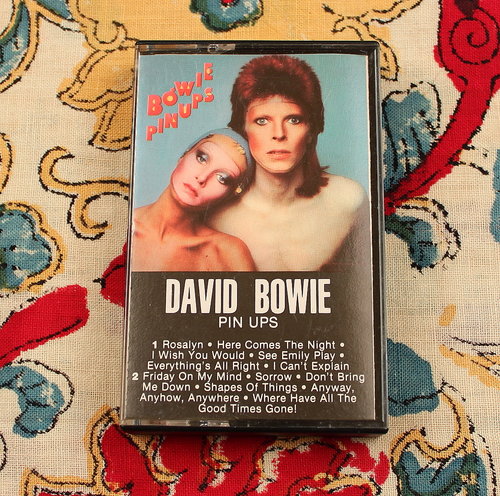 BOWIE
PINUPS
DAVID BOWIE
PIN UPS
1 Rosalyn • Here Comes The Night •
I Wish You Would • See Emily Play •
Everything's All Right • I Can't Explain
2 Friday On My Mind • Sorrow • Don't Bring
Me Down • Shapes Of Things • Anyway,
Anyhow, Anywhere • Where Have All The
Good Times Gone!